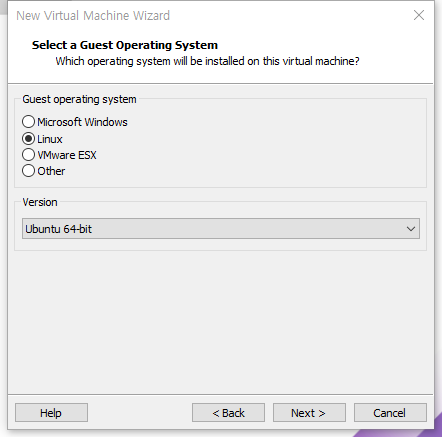 New Virtual Machine Wizard
Select a Guest Operating System
Which operating system will be installed on this virtual machine?
Guest operating system
Microsoft Windows
Linux
VMware ESX
Other
Version
Ubuntu 64-bit
Help
< Back
Next >
Cancel